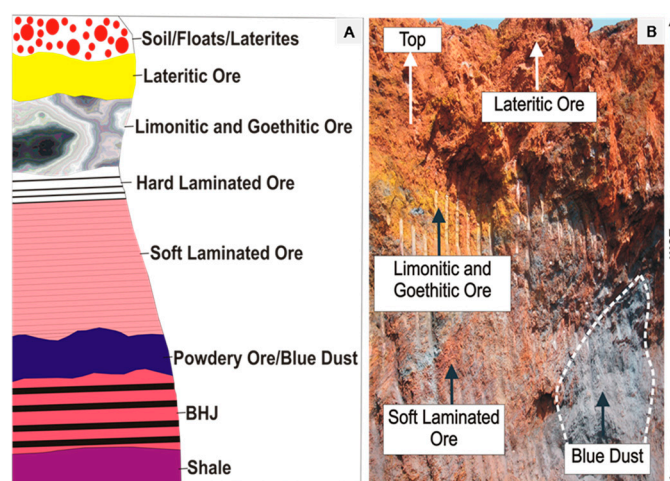 A
Soil/Floats/Laterites
Lateritic Ore
Limonitic and Goethitic Ore
Hard Laminated Ore
Soft Laminated Ore
Powdery Ore/Blue Dust
BHJ
Shale
B
Top
Lateritic Ore
Limonitic and
Goethitic Ore
Soft Laminated
Ore
Blue Dust